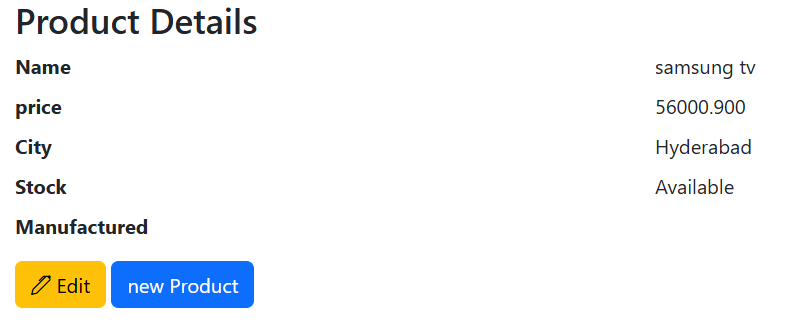 Product Details
Name samsung tv
price 56000.900
City Hyderabad
Stock Available
Manufactured
Edit new Product